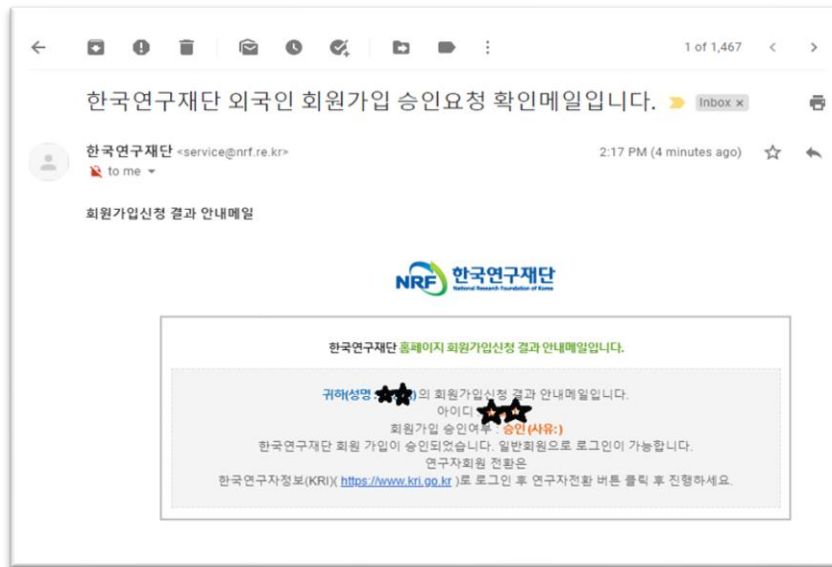 1 of 1,467
한국연구재단 외국인 회원가입 승인요청 확인메일입니다.
Inbox x
한국연구재단 <service@nrf.re.kr>
2:17 PM (4 minutes ago)
to me
회원가입신청 결과 안내메일
NRF 한국연구재단
National Research Foundation of Korea
한국연구재단 홈페이지 회원가입신청 결과 안내메일입니다.
귀하(성명 : )의 회원가입신청 결과 안내메일입니다.
아이디
회원가입 승인여부 : 승인 (사유:)
한국연구재단 회원 가입이 승인되었습니다. 일반회원으로 로그인이 가능합니다.
연구자회원 전환은
한국연구자정보(KRI)( https://www.kri.go.kr )로 로그인 후 연구자전환 버튼 클릭 후 진행하세요.